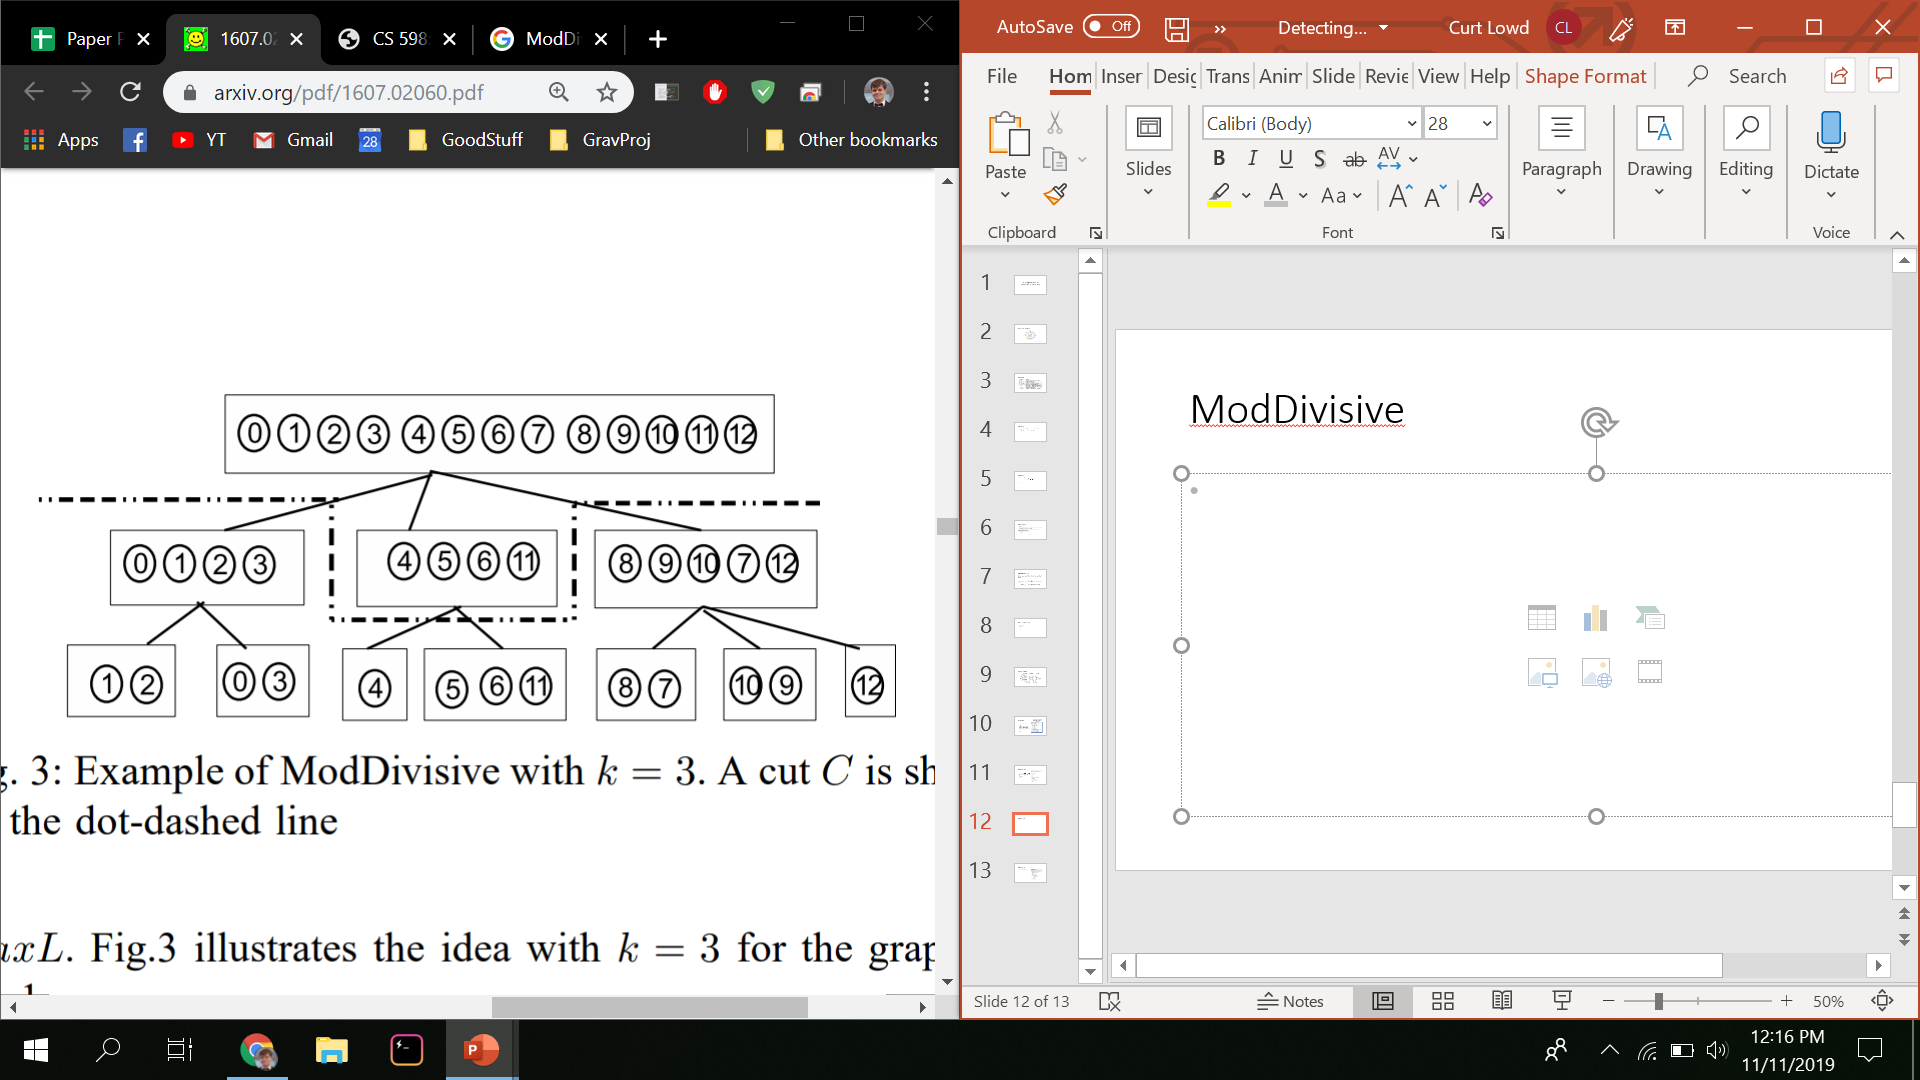 Paper F
1607.02
CS 598
ModDi
arxiv.org/pdf/1607.02060.pdf
Apps
YT
Gmail
28
GoodStuff
GravProj
Other bookmarks
0 1 2 3 4 5 6 7 8 9 10 11 12
0 1 2 3
4 5 6 11
8 9 10 7 12
1 2
0 3
4
5 6 11
8 7
10 9
12
g. 3: Example of ModDivisive with k = 3. A cut C is sh
the dot-dashed line
axL. Fig.3 illustrates the idea with k = 3 for the grap
AutoSave Off
Detecting...
Curt Lowd
CL
File
Hom
Inser
Desig
Trans
Anim
Slide
Revie
View
Help
Shape Format
Search
Paste
Clipboard
Slides
Calibri (Body)
28
B I U S ab AV
A Aa A A A
Font
Paragraph
Drawing
Editing
Dictate
Voice
1
2
3
4
5
6
7
8
9
10
11
12
13
ModDivisive
Slide 12 of 13
Notes
50%
12:16 PM
11/11/2019